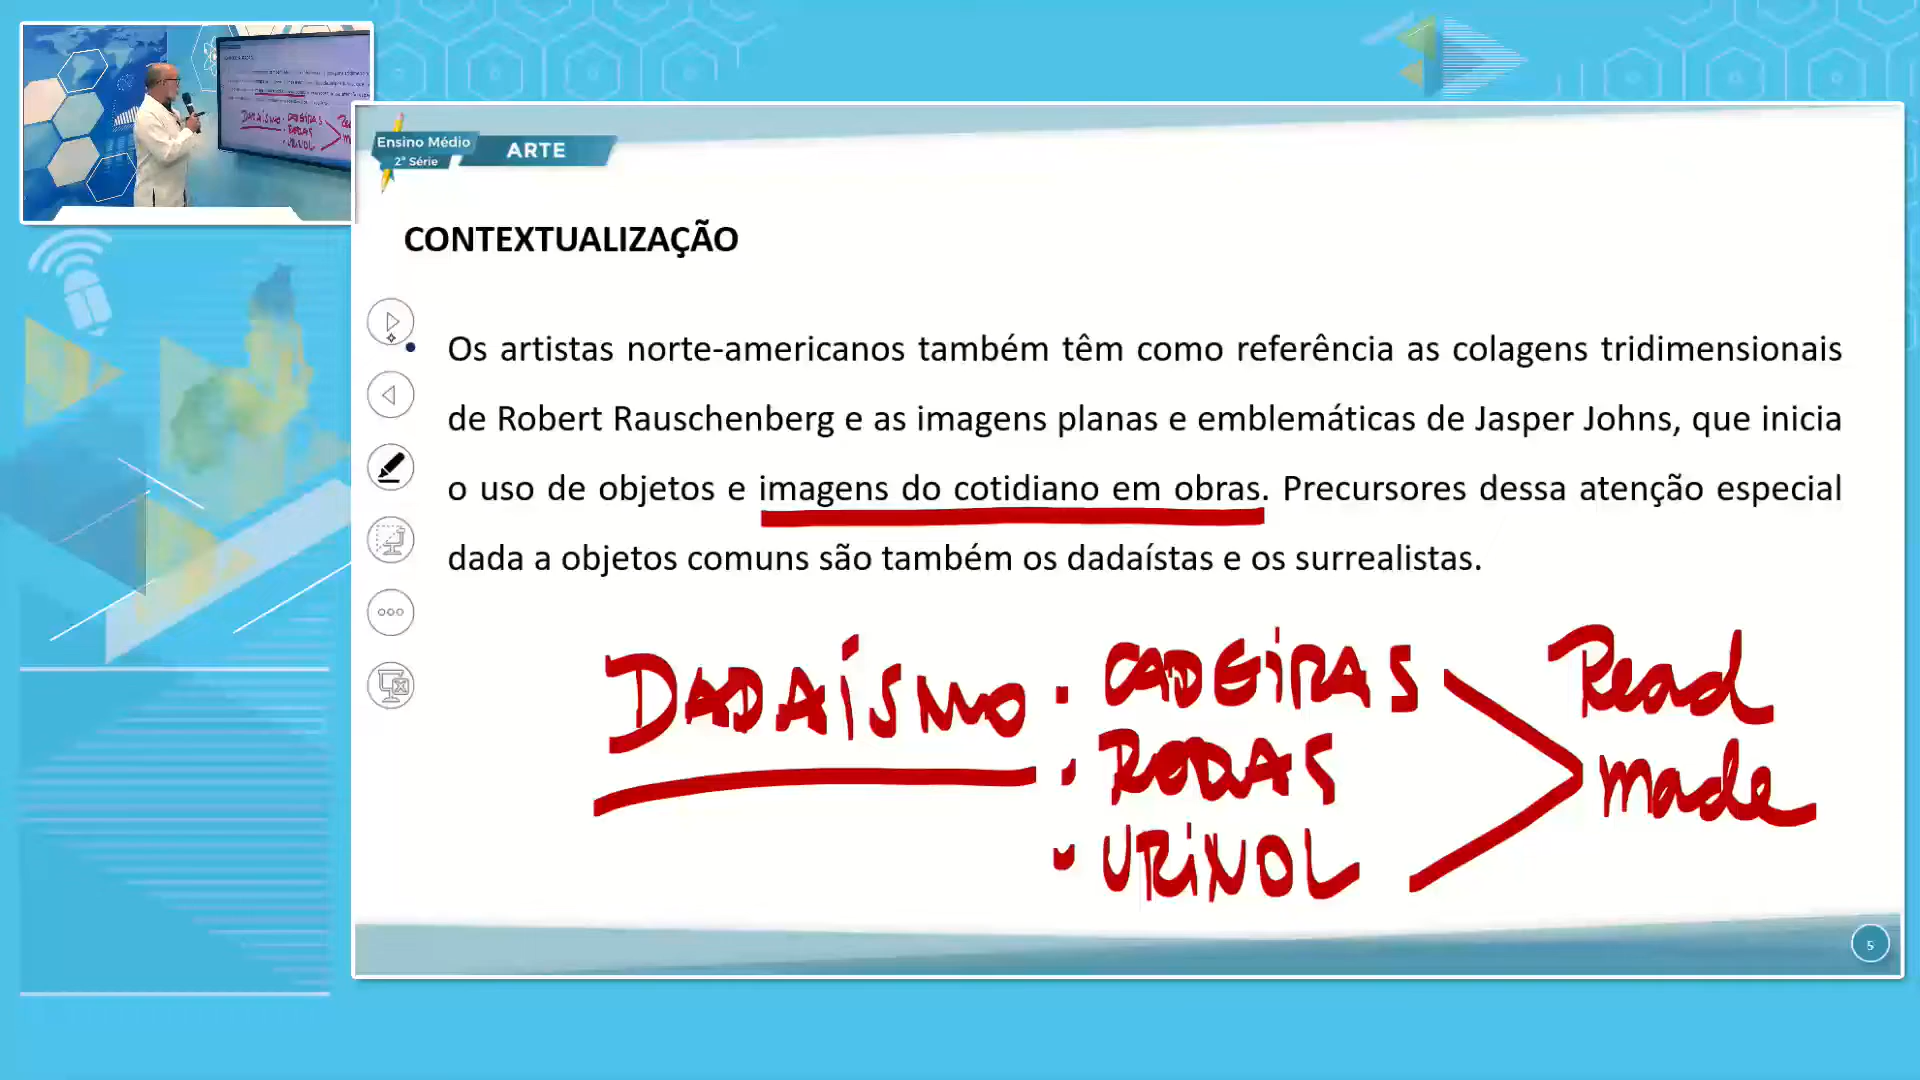 Ensino Médio
2ª Série
ARTE
CONTEXTUALIZAÇÃO
• Os artistas norte-americanos também têm como referência as colagens tridimensionais
de Robert Rauschenberg e as imagens planas e emblemáticas de Jasper Johns, que inicia
o uso de objetos e imagens do cotidiano em obras. Precursores dessa atenção especial
dada a objetos comuns são também os dadaístas e os surrealistas.
DADAÍSMO · CADEIRAS
· RODAS
· URINOL
Read
made
5